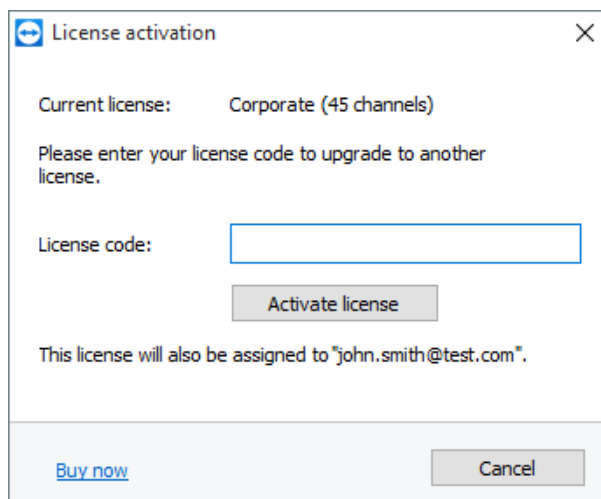 License activation
Current license: Corporate (45 channels)
Please enter your license code to upgrade to another
license.
License code:
Activate license
This license will also be assigned to "john.smith@test.com".
Buy now Cancel